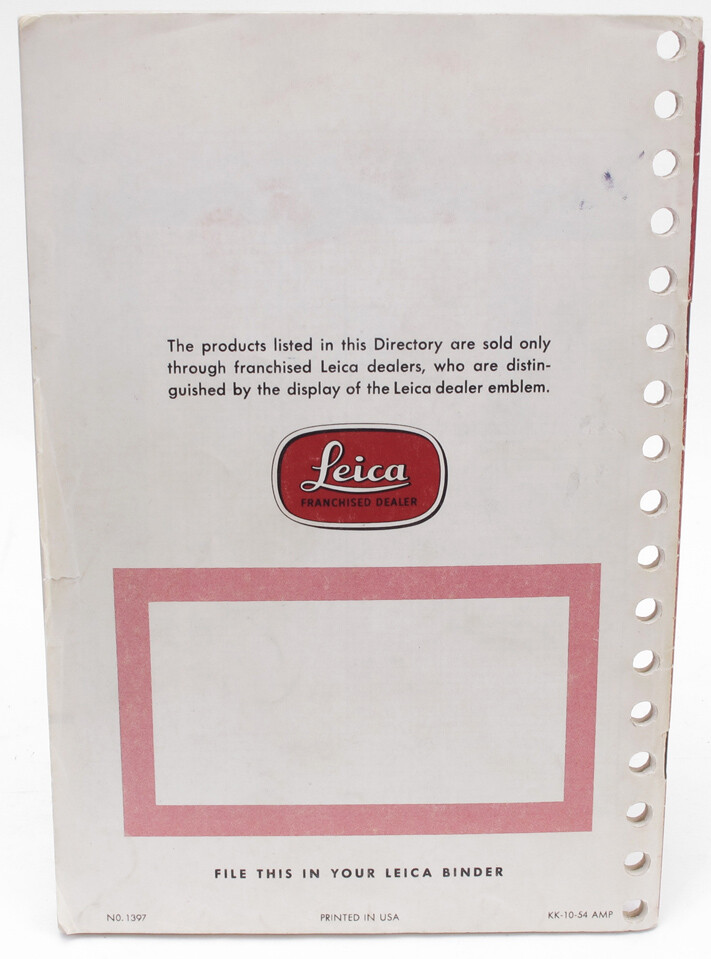 The products listed in this Directory are sold only
through franchised Leica dealers, who are distin-
guished by the display of the Leica dealer emblem.
Leica
FRANCHISED DEALER
FILE THIS IN YOUR LEICA BINDER
NO. 1397 PRINTED IN USA KK-10-54 AMP